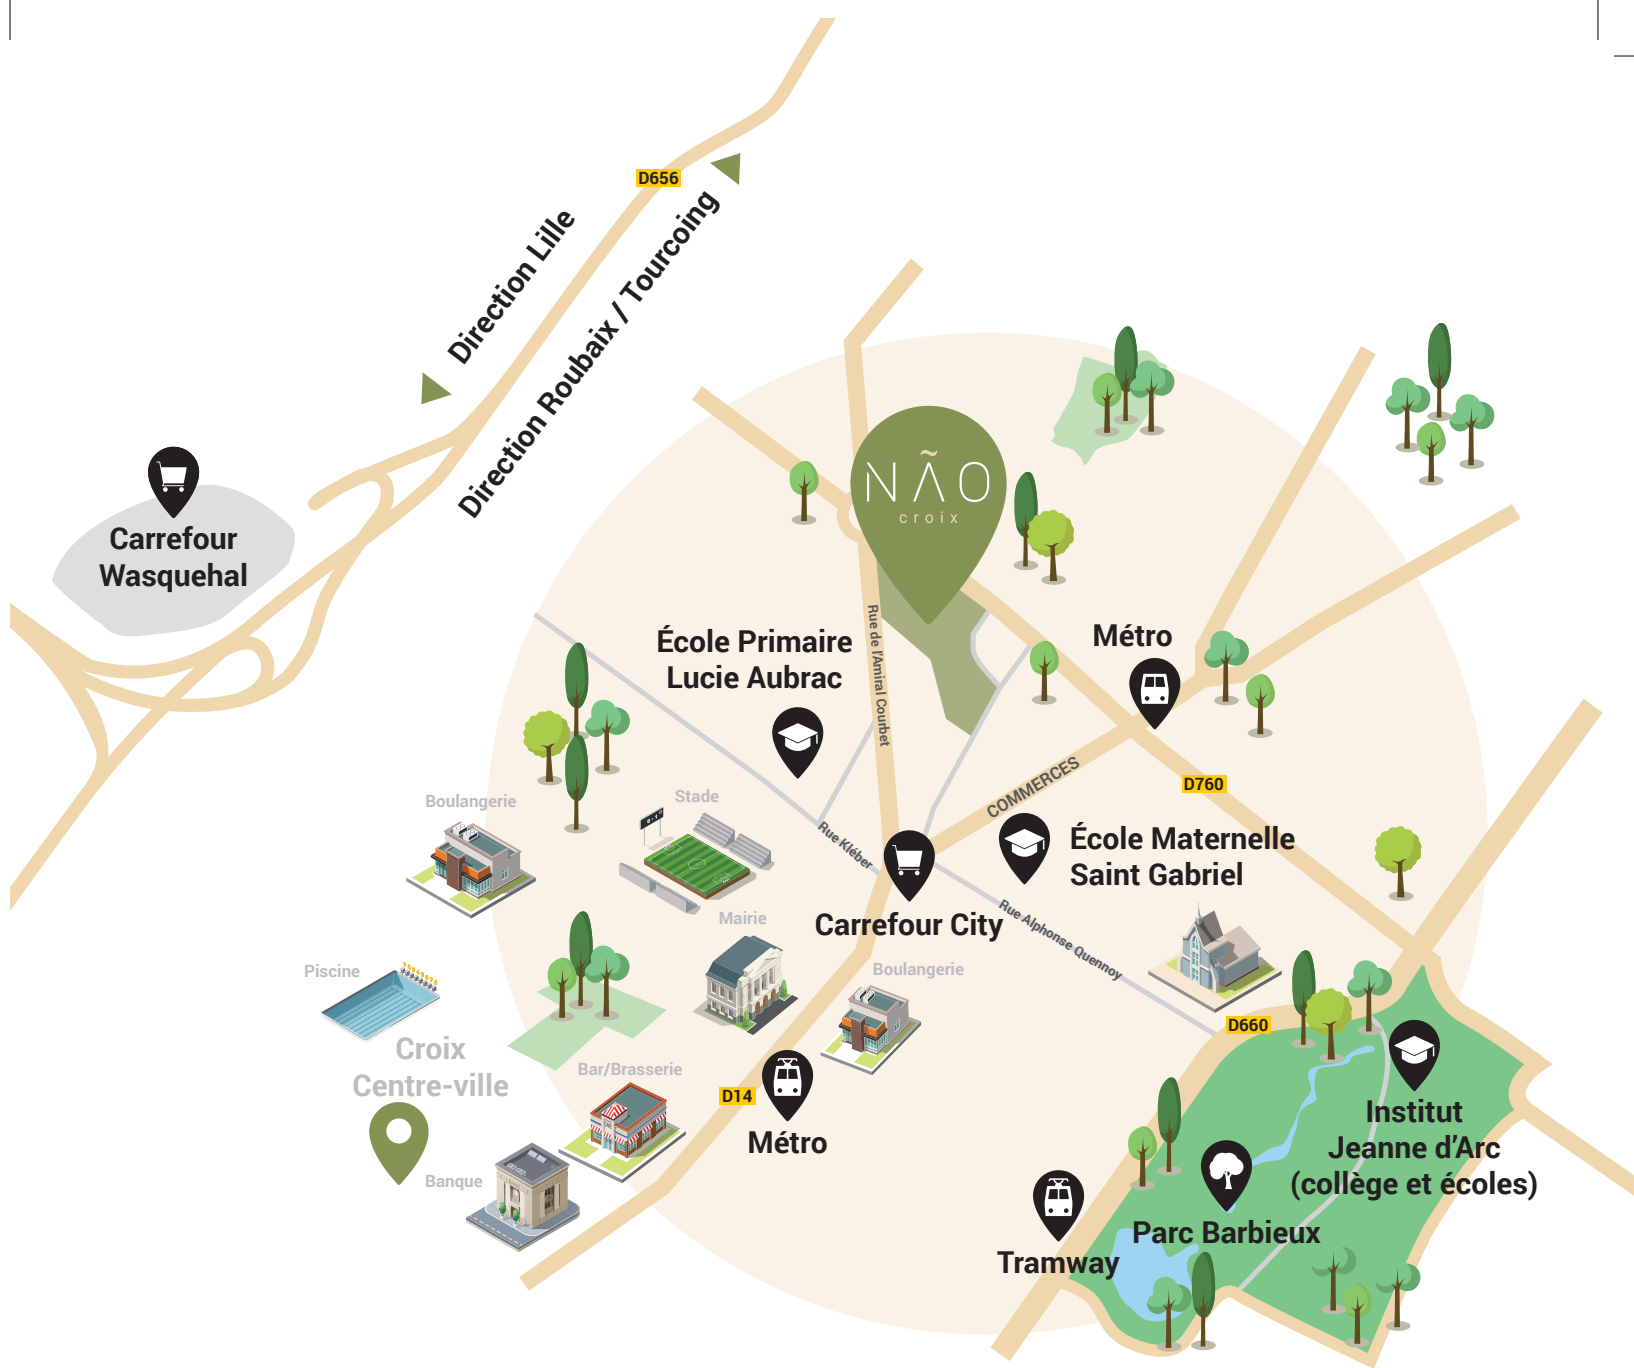 D656
Direction Lille
Direction Roubaix / Tourcoing
Carrefour
Wasquehal
NÃO
croix
Rue de l'Amiral Courbet
École Primaire
Lucie Aubrac
Métro
COMMERCES
D760
Boulangerie
Stade
Rue Kléber
École Maternelle
Saint Gabriel
Mairie
Carrefour City
Rue Alphonse Quennoy
Piscine
Boulangerie
D660
Croix
Centre-ville
Bar/Brasserie
D14
Métro
Institut
Jeanne d’Arc
(collège et écoles)
Banque
Parc Barbieux
Tramway